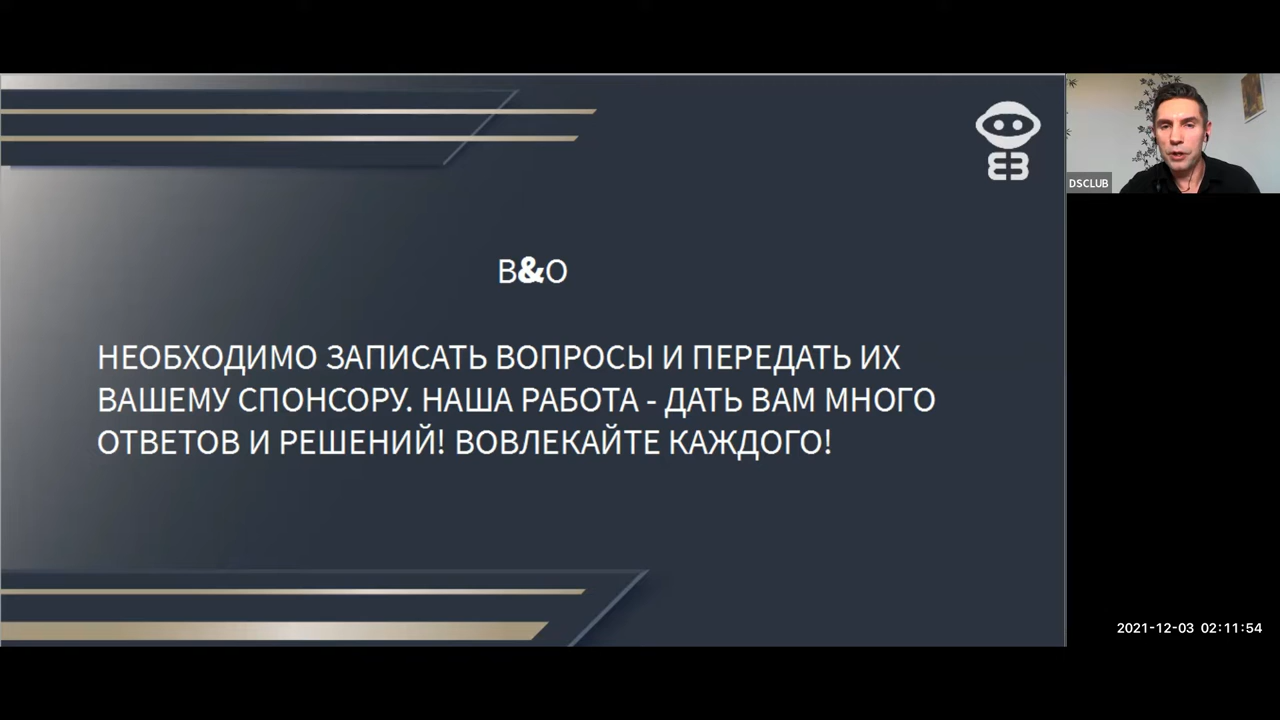 В&О
НЕОБХОДИМО ЗАПИСАТЬ ВОПРОСЫ И ПЕРЕДАТЬ ИХ
ВАШЕМУ СПОНСОРУ. НАША РАБОТА - ДАТЬ ВАМ МНОГО
ОТВЕТОВ И РЕШЕНИЙ! ВОВЛЕКАЙТЕ КАЖДОГО!
DSCLUB
2021-12-03 02:11:54